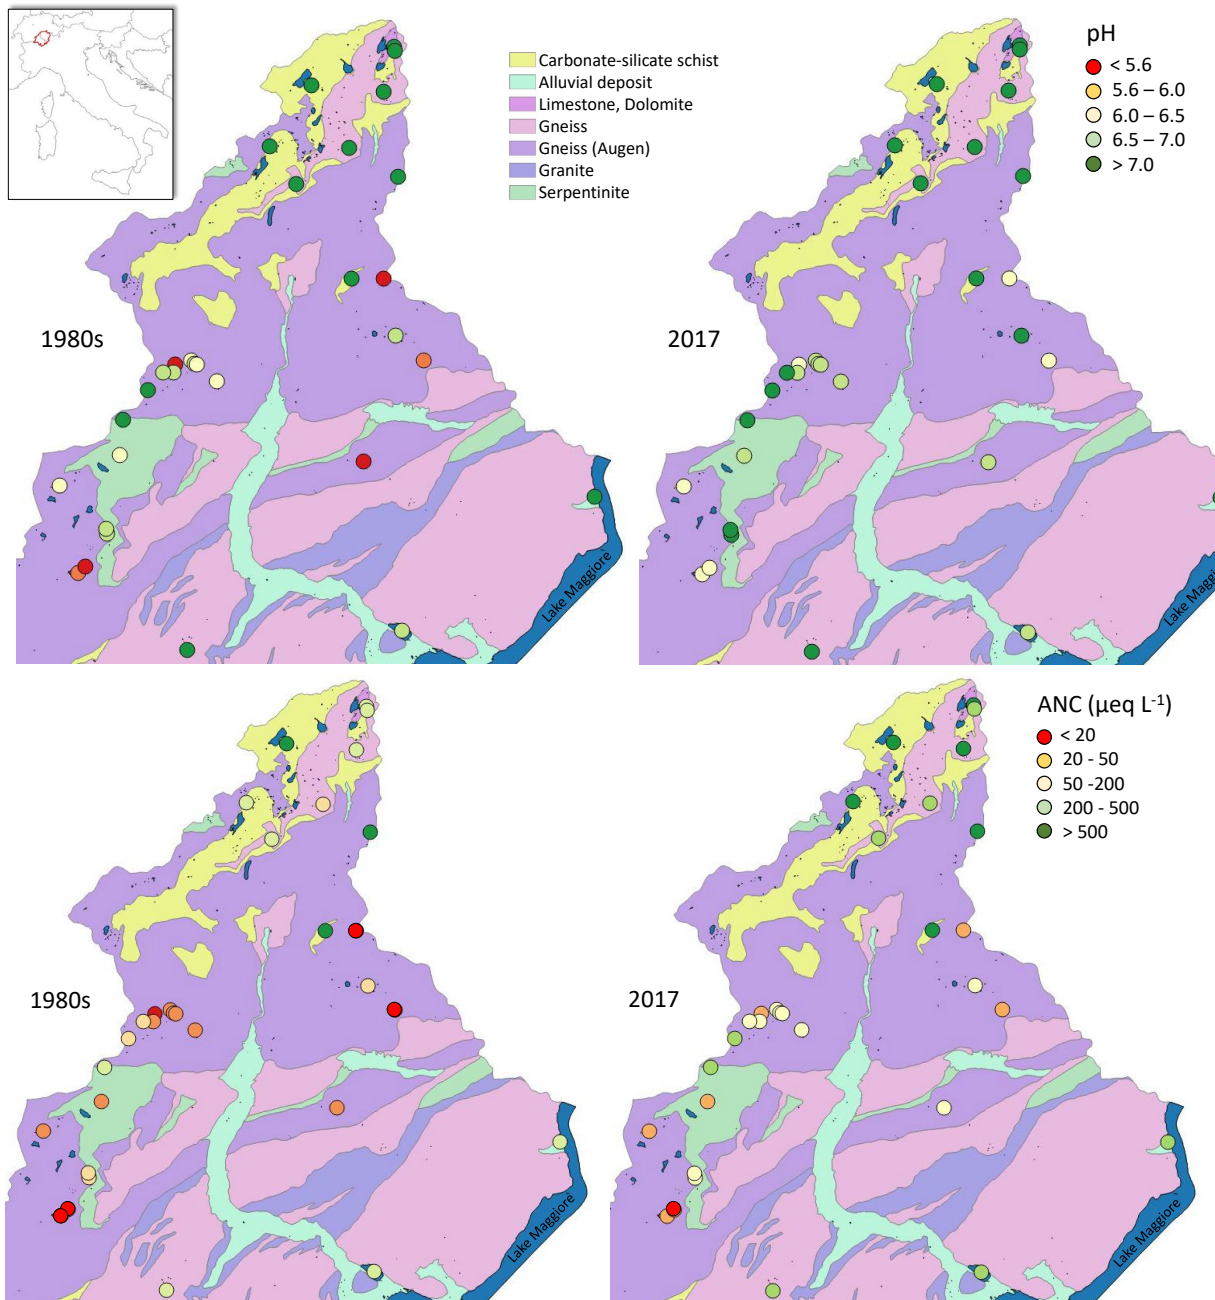 Carbonate-silicate schist
Alluvial deposit
Limestone, Dolomite
Gneiss
Gneiss (Augen)
Granite
Serpentinite
pH
< 5.6
5.6 – 6.0
6.0 – 6.5
6.5 – 7.0
> 7.0
1980s
2017
Lake Maggiore
Lake Maggiore
ANC (µeq L⁻¹)
< 20
20 - 50
50 -200
200 - 500
> 500
1980s
2017
Lake Maggiore
Lake Maggiore